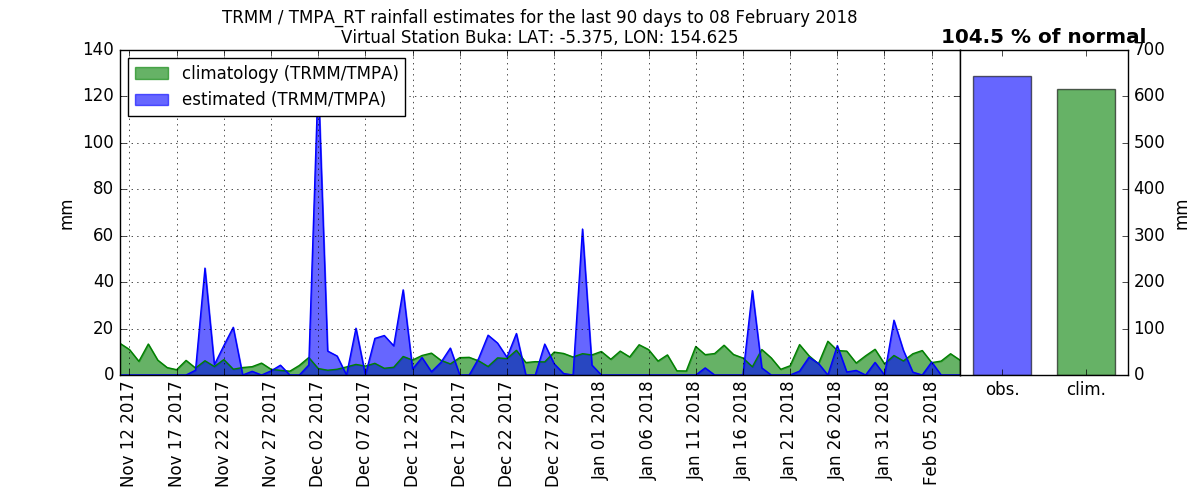 TRMM / TMPA_RT rainfall estimates for the last 90 days to 08 February 2018
Virtual Station Buka: LAT: -5.375, LON: 154.625
104.5 % of normal
climatology (TRMM/TMPA)
estimated (TRMM/TMPA)
mm
140
120
100
80
60
40
20
0
Nov 12 2017
Nov 17 2017
Nov 22 2017
Nov 27 2017
Dec 02 2017
Dec 07 2017
Dec 12 2017
Dec 17 2017
Dec 22 2017
Dec 27 2017
Jan 01 2018
Jan 06 2018
Jan 11 2018
Jan 16 2018
Jan 21 2018
Jan 26 2018
Jan 31 2018
Feb 05 2018
700
600
500
400
300
200
100
0
mm
obs.
clim.